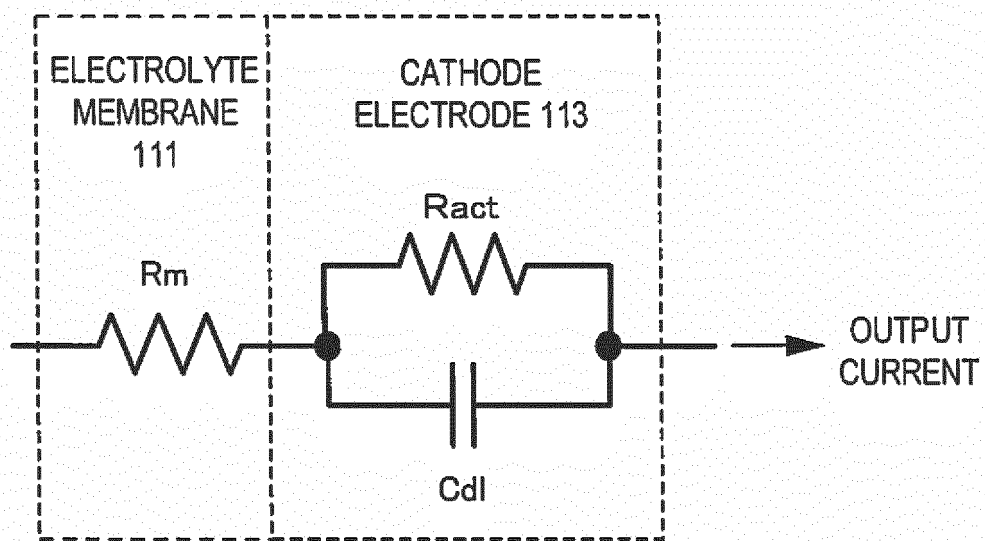 ELECTROLYTE
MEMBRANE
111
CATHODE
ELECTRODE 113
Ract
Rm
OUTPUT
CURRENT
Cdl